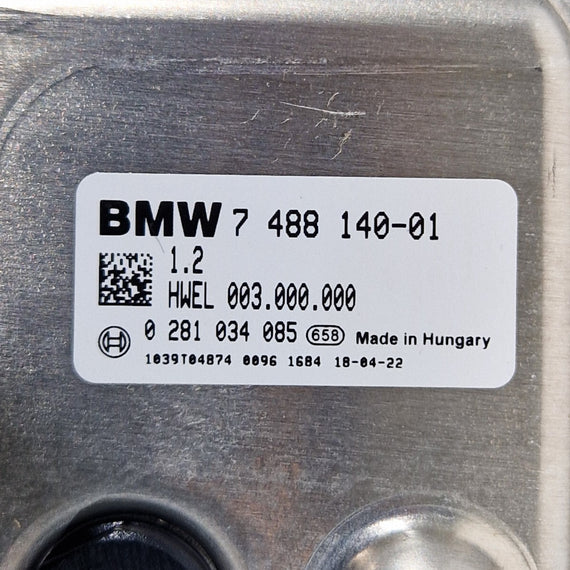 BMW 7 488 140-01
1.2
HWEL 003.000.000
0 281 034 085 658 Made in Hungary
1039T04874 0096 1684 18-04-22